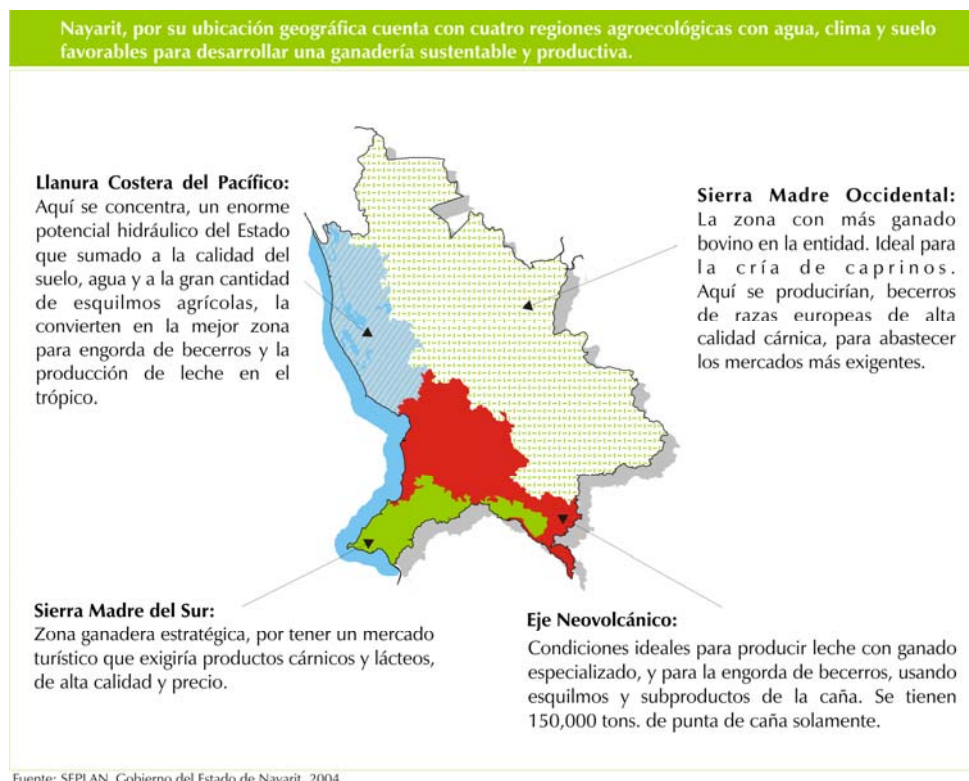 Nayarit, por su ubicación geográfica cuenta con cuatro regiones agroecológicas con agua, clima y suelo
favorables para desarrollar una ganadería sustentable y productiva.
Llanura Costera del Pacífico:
Aquí se concentra, un enorme
potencial hidráulico del Estado
que sumado a la calidad del
suelo, agua y a la gran cantidad
de esquilmos agrícolas, la
convierten en la mejor zona
para engorda de becerros y la
producción de leche en el
trópico.
Sierra Madre Occidental:
La zona con más ganado
bovino en la entidad. Ideal para
la cría de caprinos.
Aquí se producirían, becerros
de razas europeas de alta
calidad cárnica, para abastecer
los mercados más exigentes.
Sierra Madre del Sur:
Zona ganadera estratégica, por tener un mercado
turístico que exigiría productos cárnicos y lácteos,
de alta calidad y precio.
Eje Neovolcánico:
Condiciones ideales para producir leche con ganado
especializado, y para la engorda de becerros, usando
esquilmos y subproductos de la caña. Se tienen
150,000 tons. de punta de caña solamente.
Fuente: SEPLAN, Gobierno del Estado de Nayarit, 2004